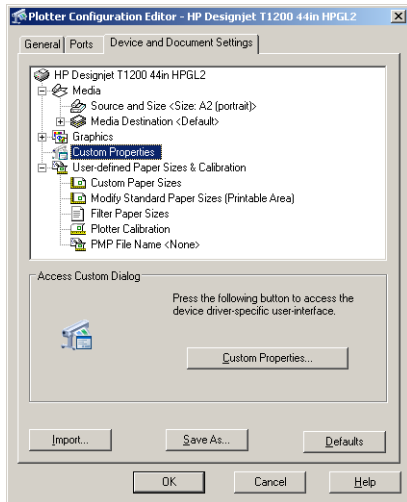 Plotter Configuration Editor - HP Designjet T1200 44in HPGL2
General Ports Device and Document Settings
HP Designjet T1200 44in HPGL2
Media
Source and Size <Size: A2 (portrait)>
Media Destination <Default>
Graphics
Custom Properties
User-defined Paper Sizes & Calibration
Custom Paper Sizes
Modify Standard Paper Sizes (Printable Area)
Filter Paper Sizes
Plotter Calibration
PMP File Name <None>
Access Custom Dialog
Press the following button to access the
device driver-specific user-interface.
Custom Properties...
Import... Save As... Defaults
OK Cancel Help